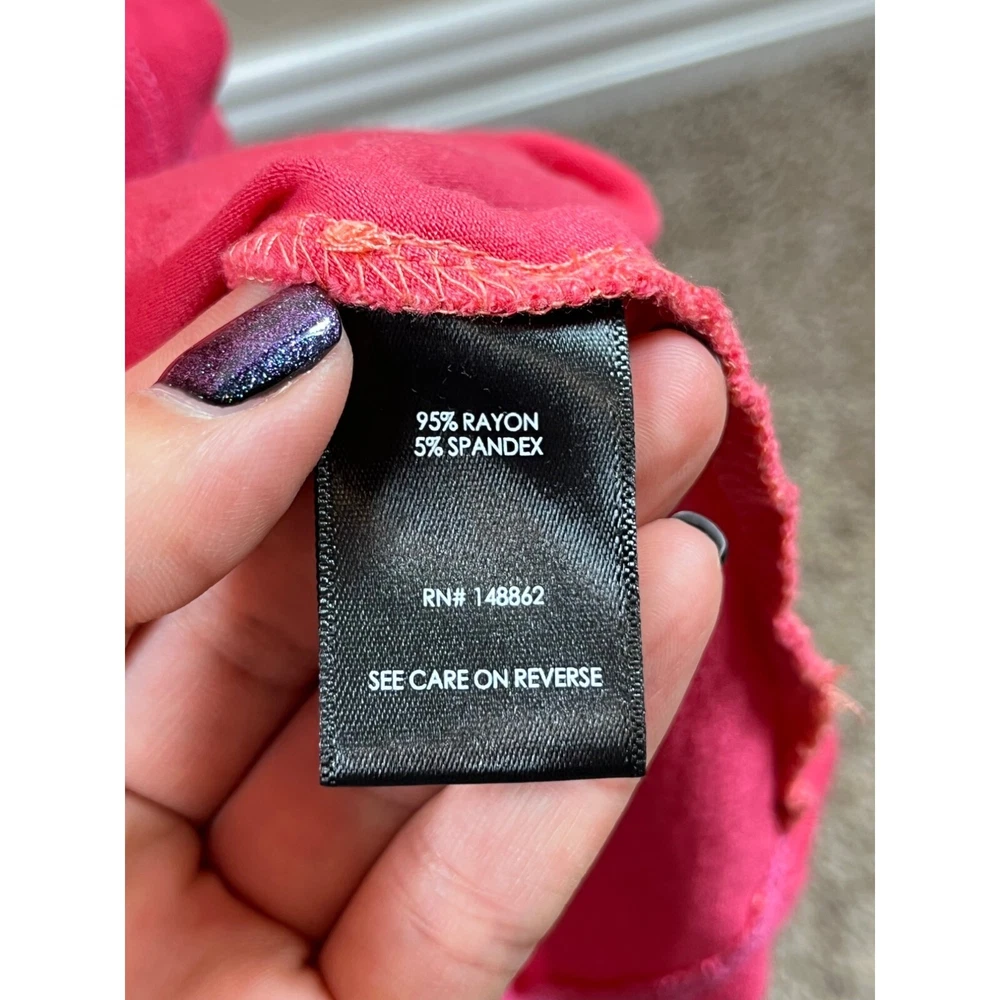 95% RAYON
5% SPANDEX
RN# 148862
SEE CARE ON REVERSE